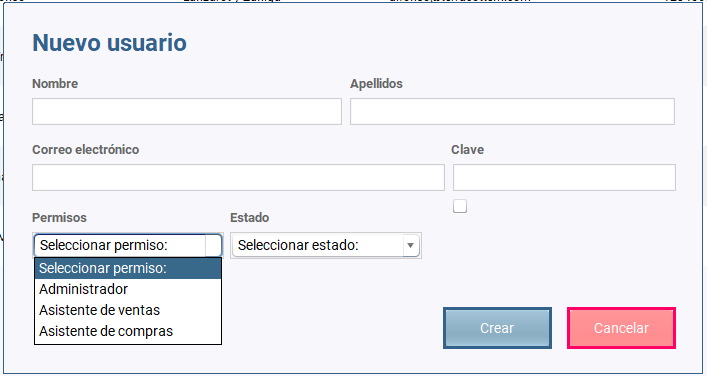 Nuevo usuario
Nombre Apellidos
Correo electrónico Clave
Permisos Estado
Seleccionar permiso: Seleccionar estado:
Seleccionar permiso:
Administrador
Asistente de ventas
Asistente de compras
Crear Cancelar